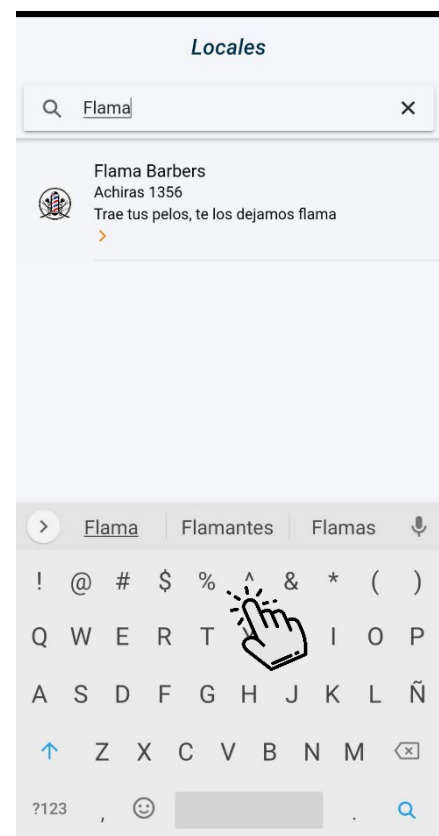 Locales
Flama
Flama Barbers
Achiras 1356
Trae tus pelos, te los dejamos flama
Flama Flamantes Flamas
! @ # $ % ^ & * ( )
Q W E R T I O P
A S D F G H J K L Ñ
Z X C V B N M
?123 , .